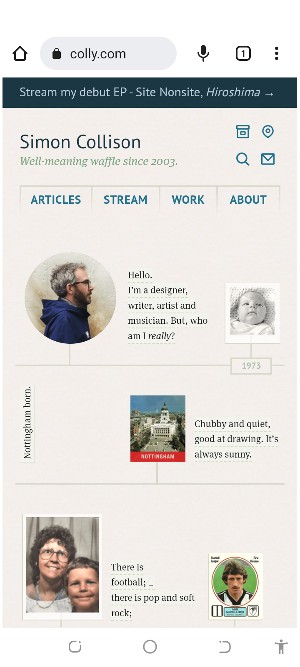 colly.com
1
Stream my debut EP - Site Nonsite, Hiroshima →
Simon Collison
Well-meaning waffle since 2003.
ARTICLES
STREAM
WORK
ABOUT
Hello.
I'm a designer,
writer, artist and
musician. But, who
am I really?
1973
Nottingham born.
NOTTINGHAM
Chubby and quiet,
good at drawing. It's
always sunny.
There is
football; _
there is pop and soft
rock;